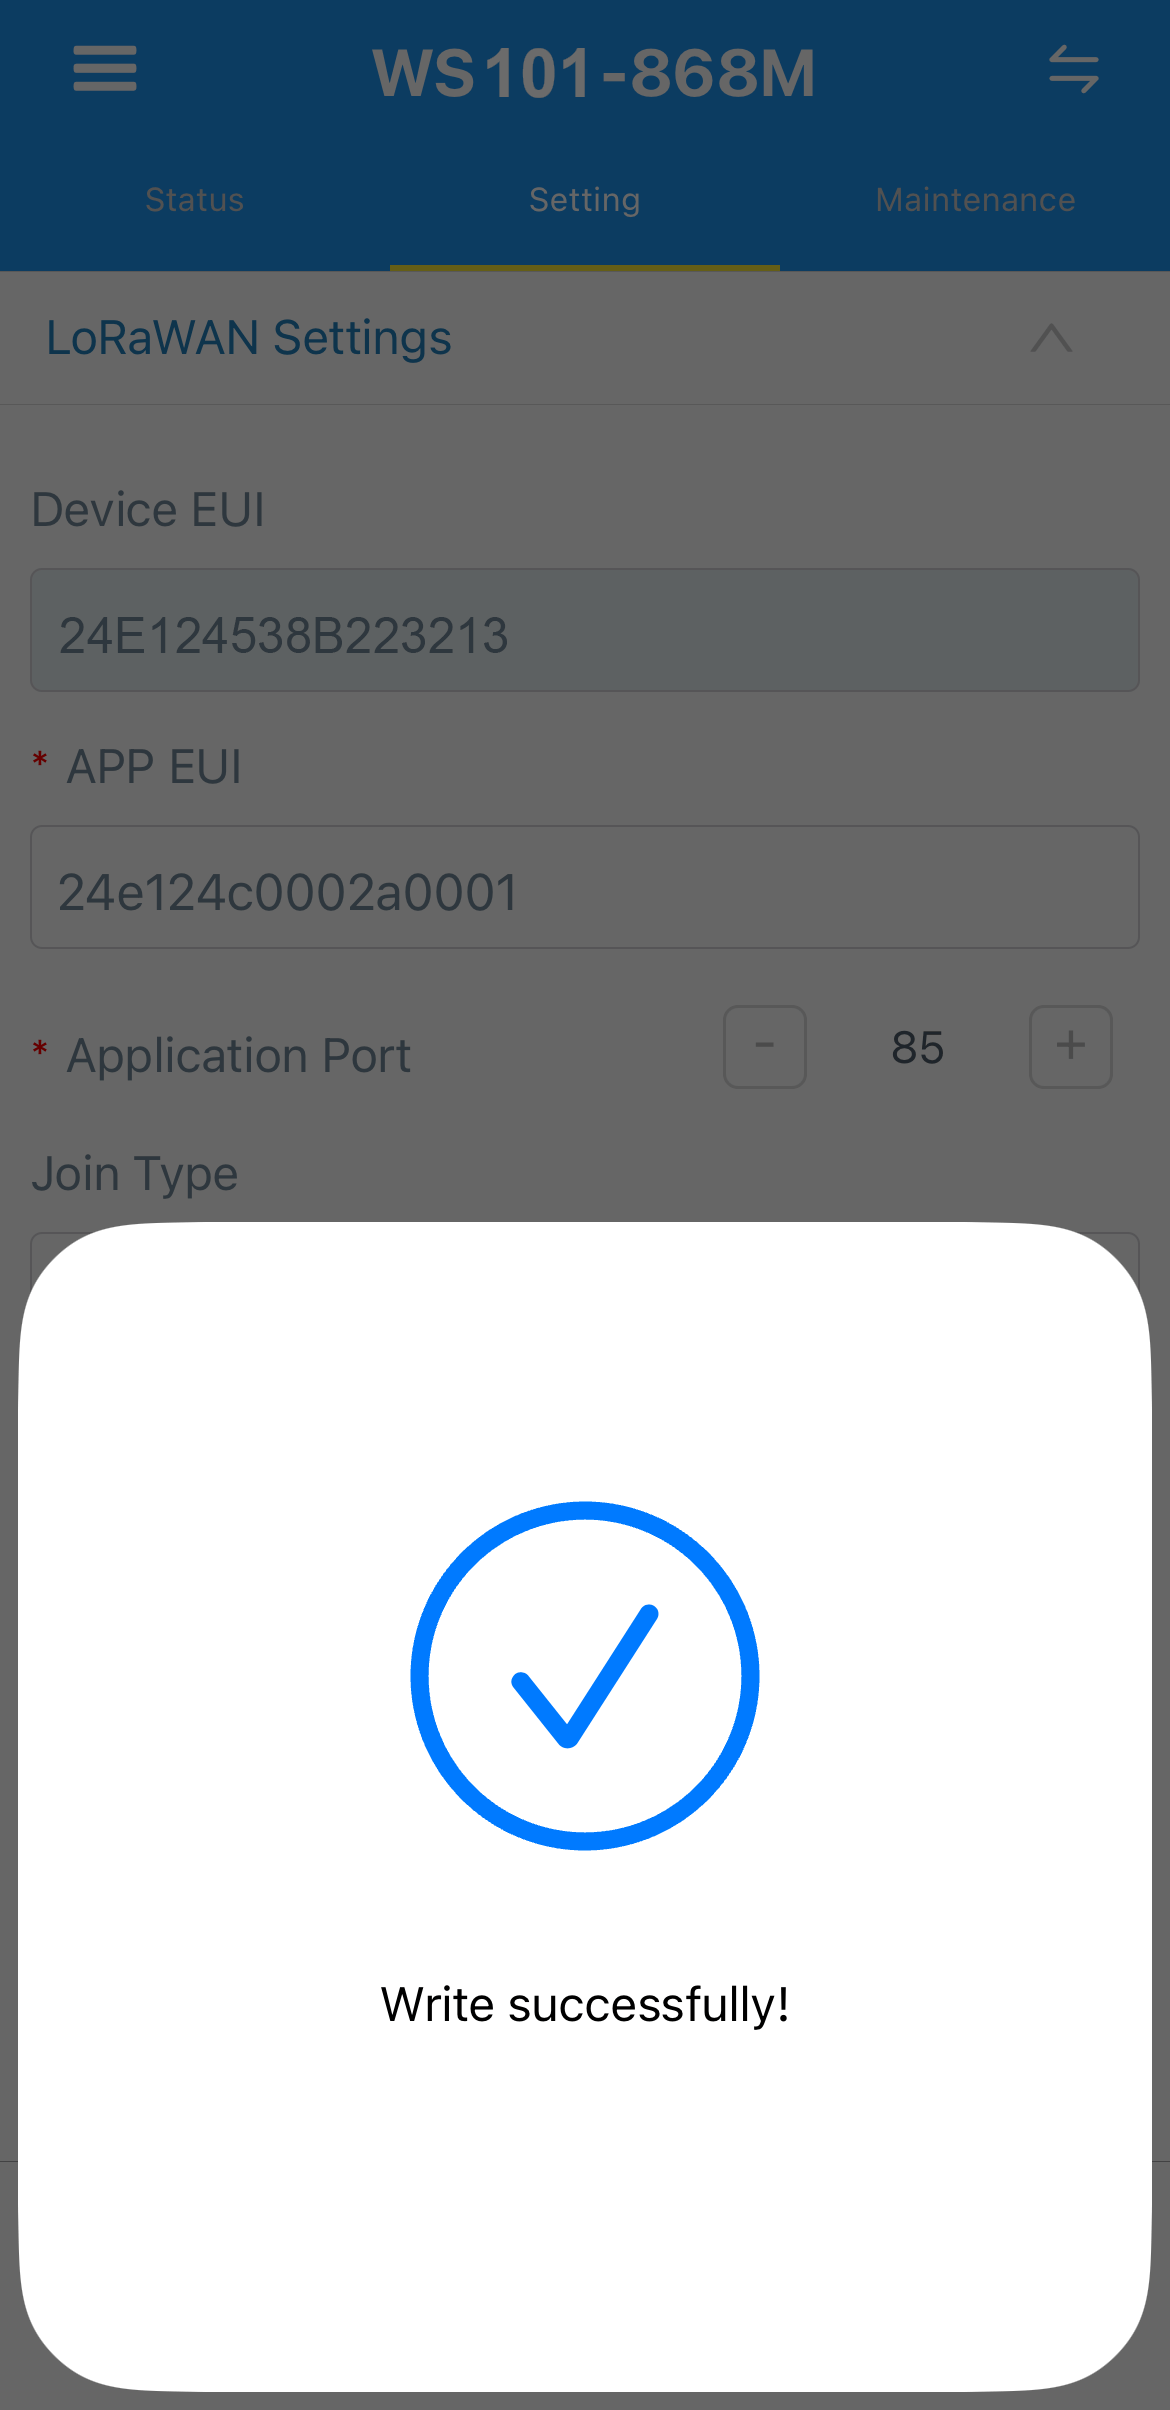 WS101-868M
Status
Setting
Maintenance
LoRaWAN Settings
Device EUI
24E124538B223213
* APP EUI
24e124c0002a0001
* Application Port
- 85 +
Join Type
Write successfully!